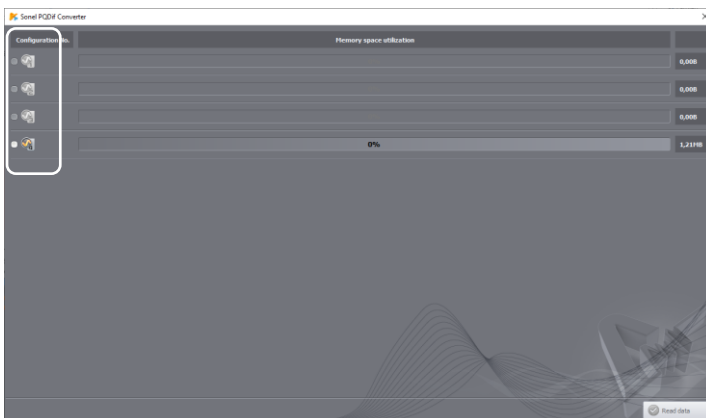 Sonel PQDif Converter
Configuration No.
Memory space utilization
0,00B
0,00B
0,00B
0%
1,21MB
Read data